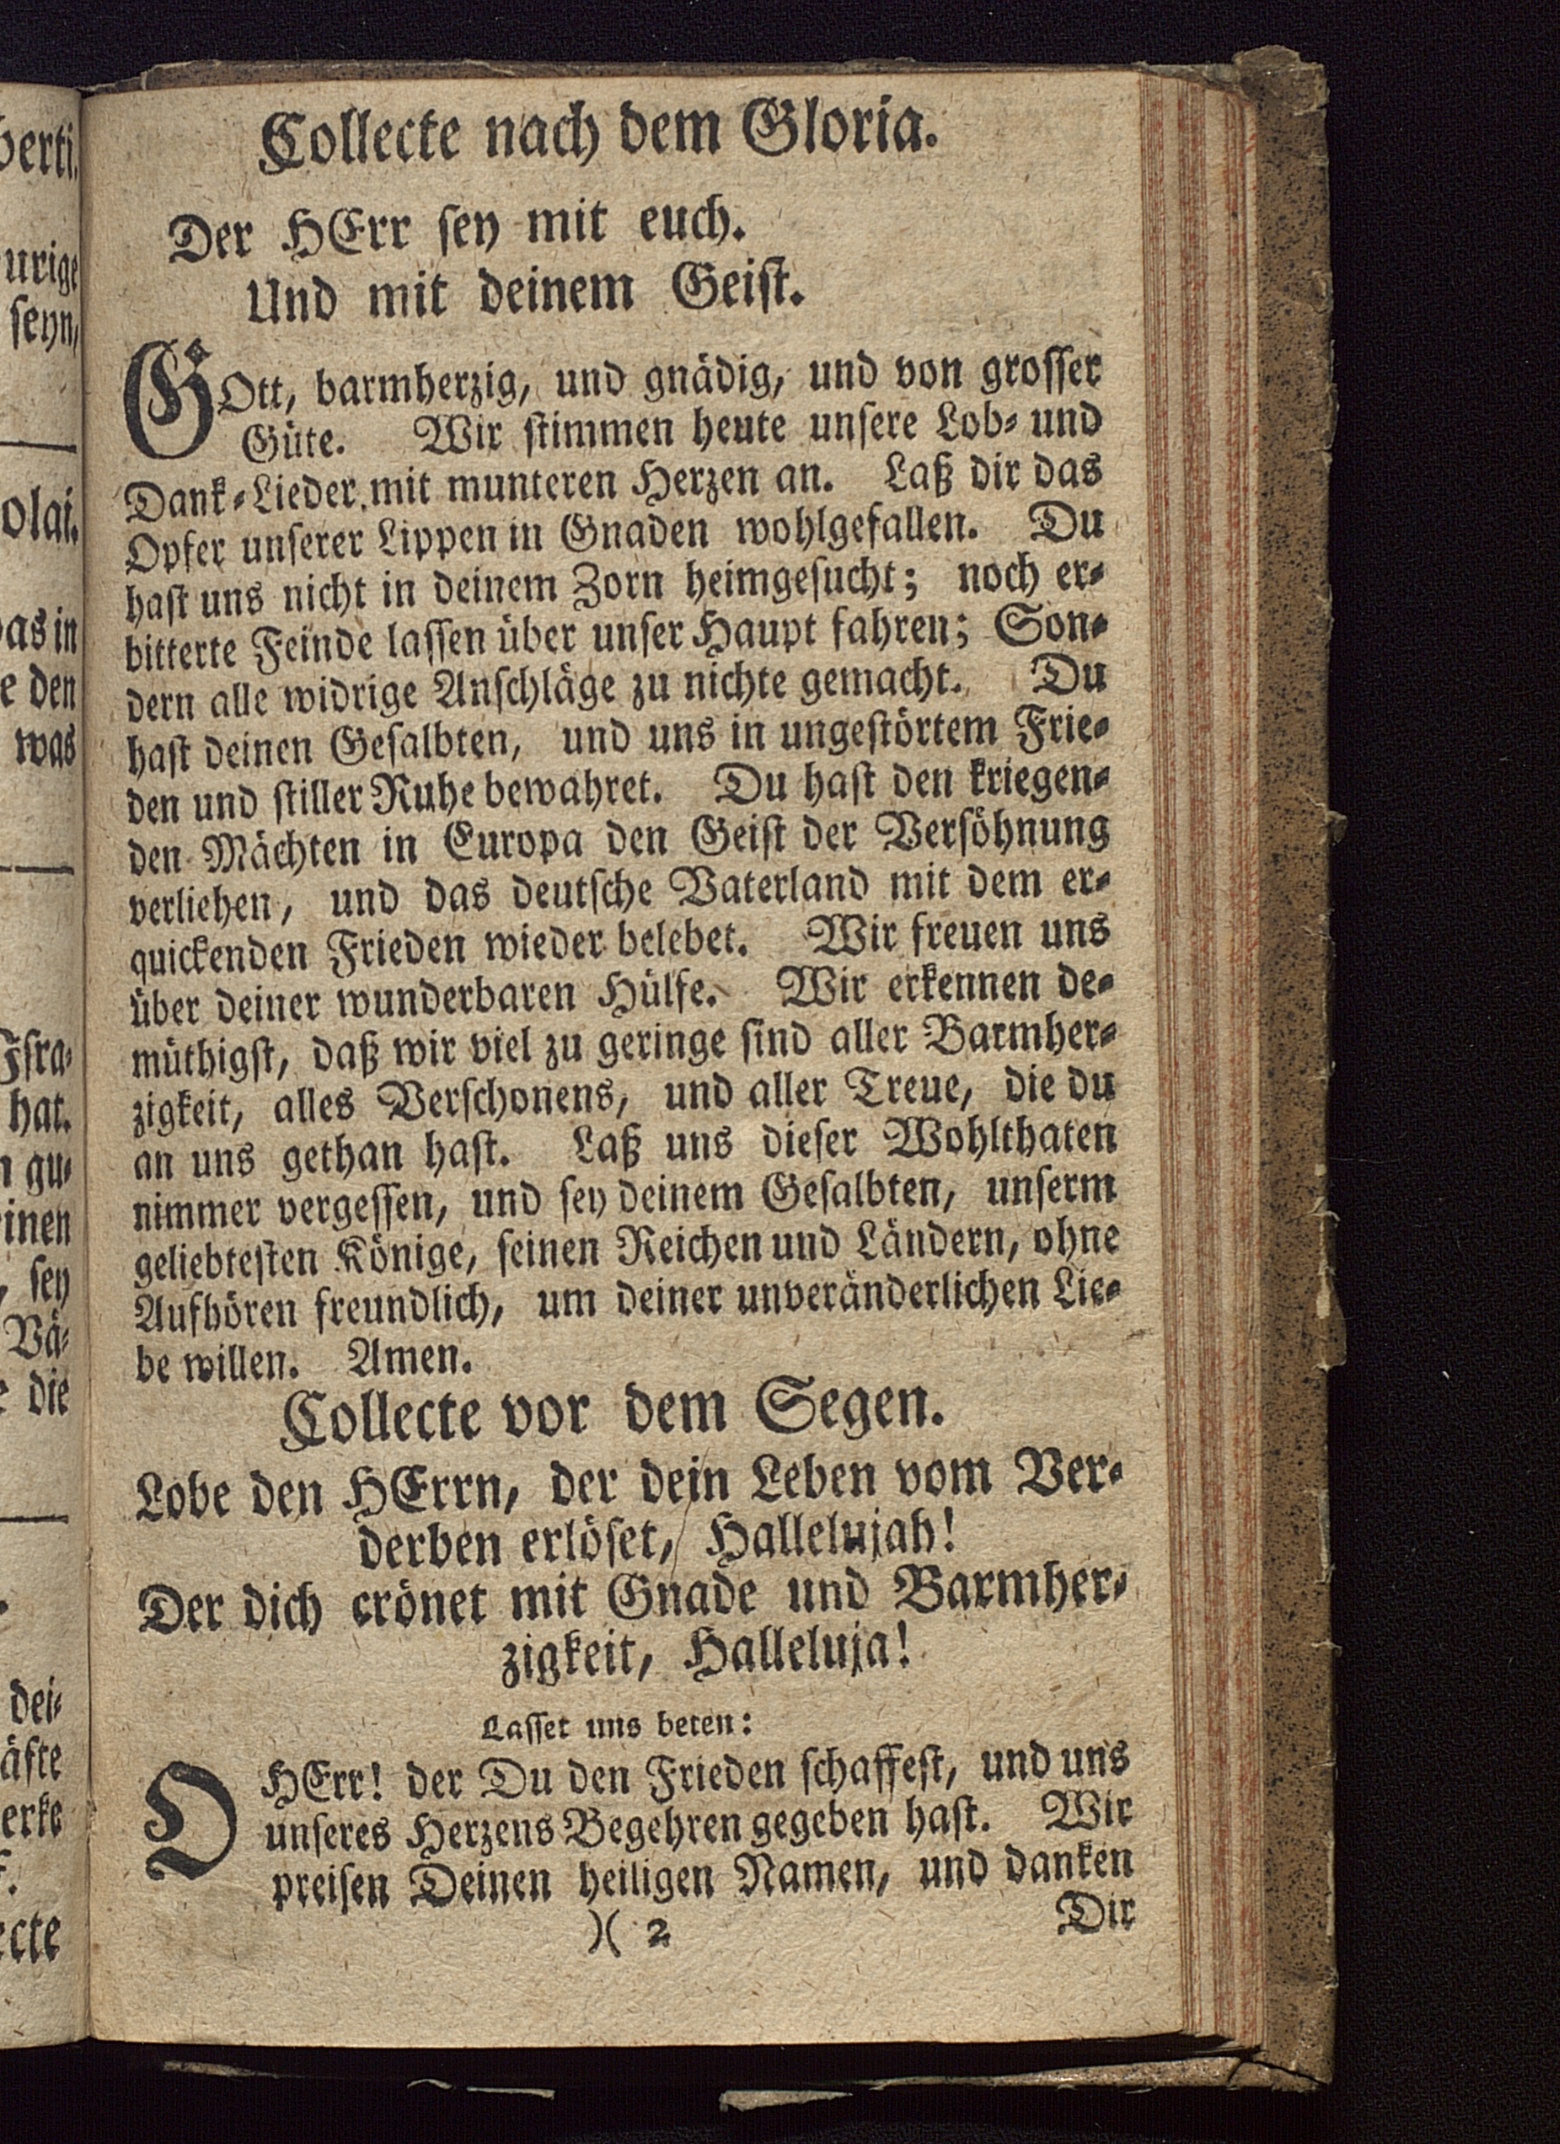 Collecte nach dem Gloria.
Der HErr sey mit euch.
Und mit deinem Geist.
GOtt, barmherzig, und gnädig, und von grosser
Güte. Wir stimmen heute unsere Lob- und
Dank-Lieder mit munteren Herzen an. Laß dir das
Opfer unserer Lippen in Gnaden wohlgefallen. Du
hast uns nicht in deinem Zorn heimgesucht; noch er-
bitterte Feinde lassen über unser Haupt fahren; Son-
dern alle widrige Anschläge zu nichte gemacht. Du
hast deinen Gesalbten, und uns in ungestörtem Frie-
den und stiller Ruhe bewahret. Du hast den kriegen-
den Mächten in Europa den Geist der Versöhnung
verliehen, und das deutsche Vaterland mit dem er-
quickenden Frieden wieder belebet. Wir freuen uns
über deiner wunderbaren Hülfe. Wir erkennen de-
müthigst, daß wir viel zu geringe sind aller Barmher-
zigkeit, alles Verschonens, und aller Treue, die du
an uns gethan hast. Laß uns dieser Wohlthaten
nimmer vergessen, und sey deinem Gesalbten, unserm
geliebtesten Könige, seinen Reichen und Ländern, ohne
Aufhören freundlich, um deiner unveränderlichen Lie-
be willen. Amen.
Collecte vor dem Segen.
Lobe den HErrn, der dein Leben vom Ver-
derben erlöset, Hallelujah!
Der dich crönet mit Gnade und Barmher-
zigkeit, Halleluja!
Lasset uns beten:
O HErr! der Du den Frieden schaffest, und uns
unseres Herzens Begehren gegeben hast. Wir
preisen Deinen heiligen Namen, und danken
)( 2 Dir